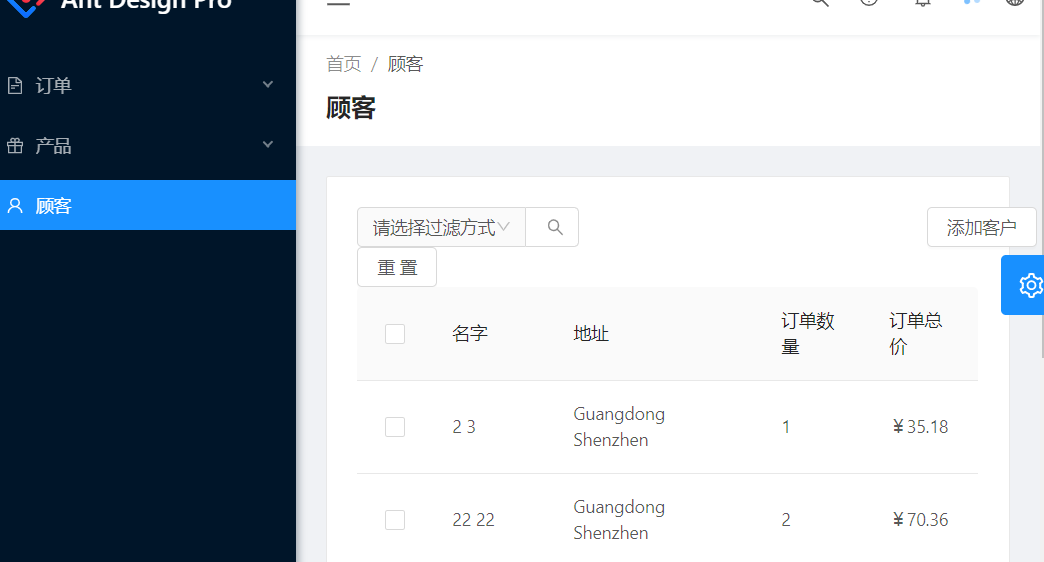 Ant Design Pro
订单
产品
顾客
首页 / 顾客
顾客
请选择过滤方式
添加客户
重 置
名字
地址
订单数
量
订单总
价
2 3
Guangdong
Shenzhen
1
¥35.18
22 22
Guangdong
Shenzhen
2
¥70.36